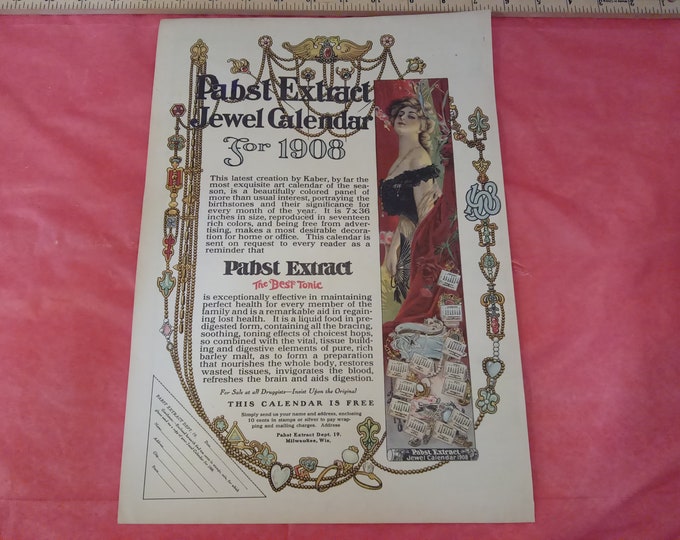 Pabst Extract
Jewel Calendar
For 1908
This latest creation by Kaber, by far the
most exquisite art calendar of the sea-
son, is a beautifully colored panel of
more than usual interest, portraying the
birthstones and their significance for
every month of the year. It is 7x36
inches in size, reproduced in seventeen
rich colors, and being free from adver-
tising, makes a most desirable decora-
tion for home or office. This calendar is
sent on request to every reader as a
reminder that
Pabst Extract
The "Best" Tonic
is exceptionally effective in maintaining
perfect health for every member of the
family and is a remarkable aid in regain-
ing lost health. It is a liquid food in pre-
digested form, containing all the bracing,
soothing, toning effects of choicest hops,
so combined with the vital, tissue build-
ing and digestive elements of pure, rich
barley malt, as to form a preparation
that nourishes the whole body, restores
wasted tissues, invigorates the blood,
refreshes the brain and aids digestion.
For Sale at all Druggists—Insist Upon the Original
THIS CALENDAR IS FREE
Simply send us your name and address, enclosing
10 cents in stamps or silver to pay wrap-
ping and mailing charges. Address
Pabst Extract Dept. 19,
Milwaukee, Wis.
PABST EXTRACT DEPT. 19
Name
Address
City
State
Pabst Extract
Jewel Calendar 1908